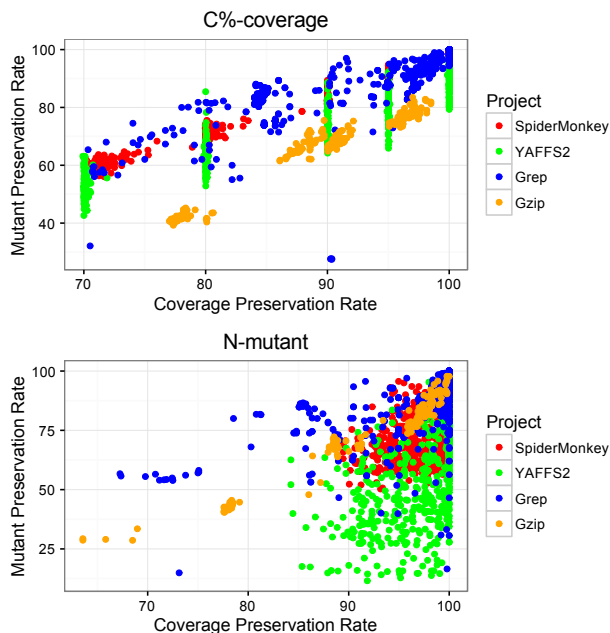 C%-coverage
Mutant Preservation Rate
100
80
60
40
70
80
90
100
Coverage Preservation Rate
Project
SpiderMonkey
YAFFS2
Grep
Gzip
N-mutant
Mutant Preservation Rate
100
75
50
25
70
80
90
100
Coverage Preservation Rate
Project
SpiderMonkey
YAFFS2
Grep
Gzip